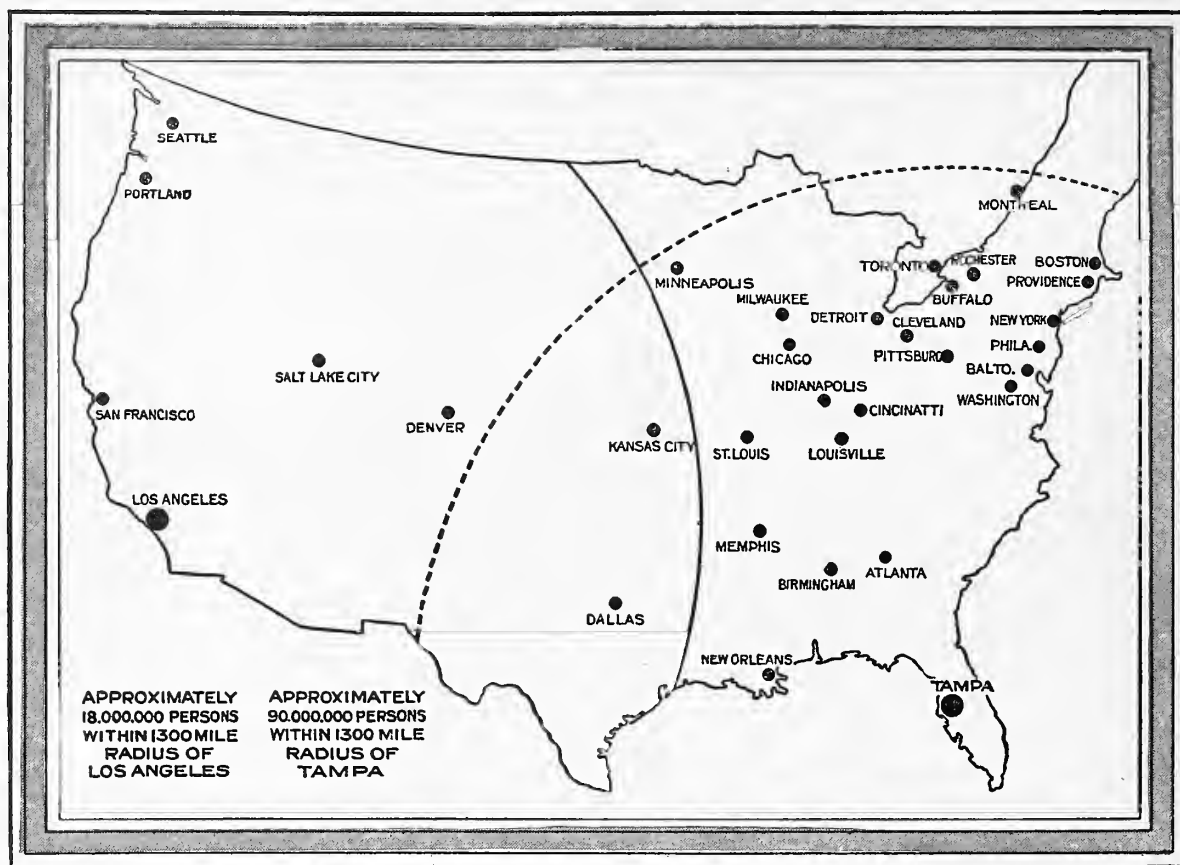 SEATTLE
PORTLAND
MONTREAL
TORONTO
ROCHESTER
BOSTON
MINNEAPOLIS
PROVIDENCE
BUFFALO
MILWAUKEE
DETROIT
CLEVELAND
NEW YORK
CHICAGO
PITTSBURG
PHILA.
SALT LAKE CITY
BALTO.
INDIANAPOLIS
WASHINGTON
SAN FRANCISCO
CINCINATTI
DENVER
KANSAS CITY
ST. LOUIS
LOUISVILLE
LOS ANGELES
MEMPHIS
BIRMINGHAM
ATLANTA
DALLAS
NEW ORLEANS
TAMPA
APPROXIMATELY
18.000.000 PERSONS
WITHIN 1300 MILE
RADIUS OF
LOS ANGELES
APPROXIMATELY
90.000.000 PERSONS
WITHIN 1300 MILE
RADIUS OF
TAMPA